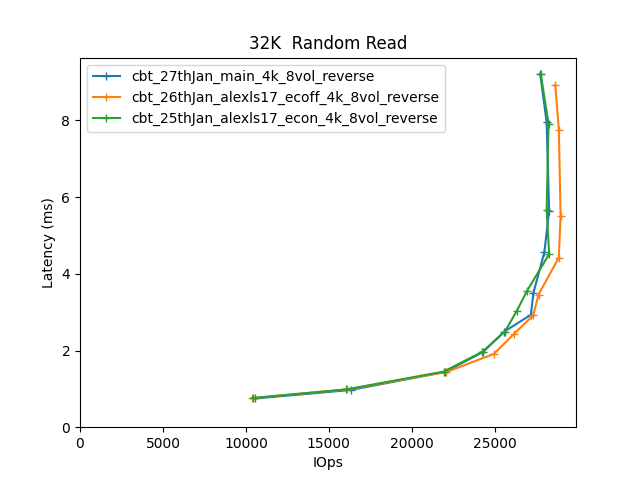 32K  Random Read
cbt_27thJan_main_4k_8vol_reverse
cbt_26thJan_alexls17_ecoff_4k_8vol_reverse
cbt_25thJan_alexls17_econ_4k_8vol_reverse
Latency (ms)
8
6
4
2
0
0 5000 10000 15000 20000 25000
IOps